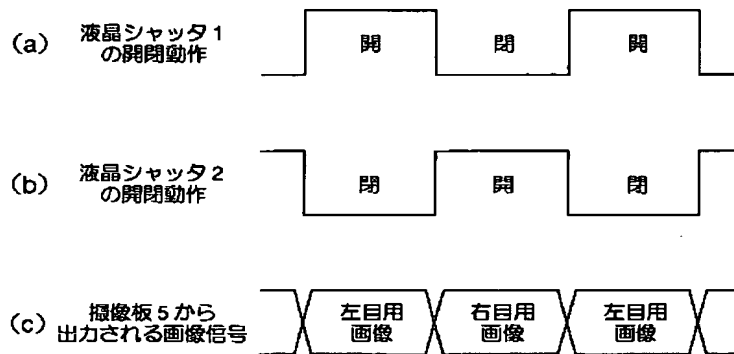 (a) 液晶シャッタ1
の開閉動作
開 閉 開
(b) 液晶シャッタ2
の開閉動作
閉 開 閉
(c) 撮像板5から
出力される画像信号
左目用
画像
右目用
画像
左目用
画像